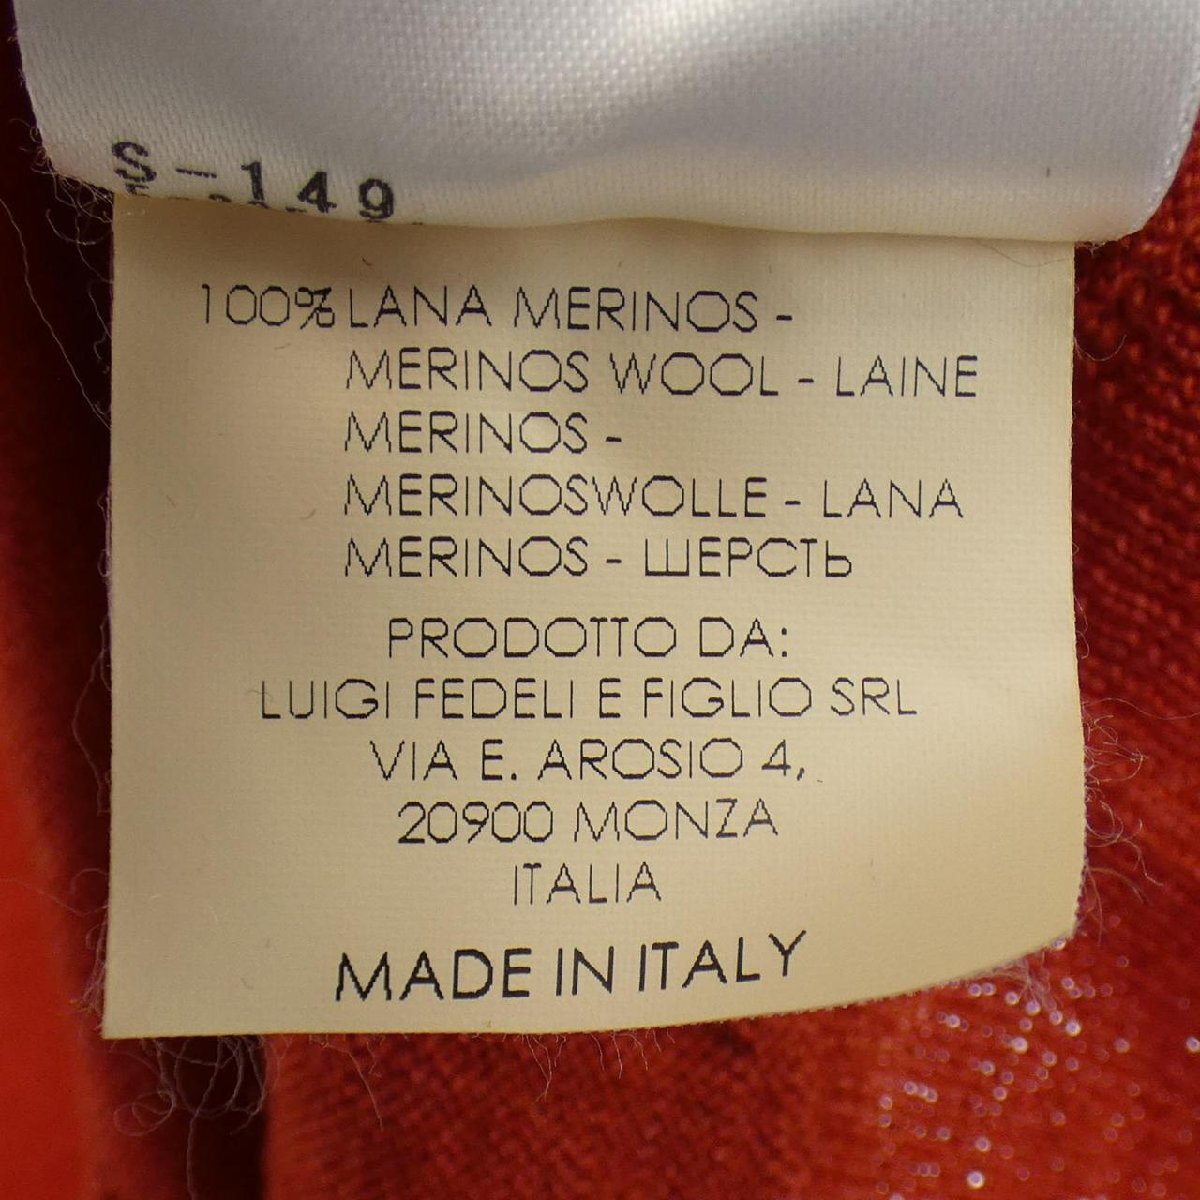 S-149
100% LANA MERINOS -
MERINOS WOOL - LAINE
MERINOS -
MERINOSWOLLE - LANA
MERINOS - ШЕРСТЬ
PRODOTTO DA:
LUIGI FEDELI E FIGLIO SRL
VIA E. AROSIO 4,
20900 MONZA
ITALIA
MADE IN ITALY